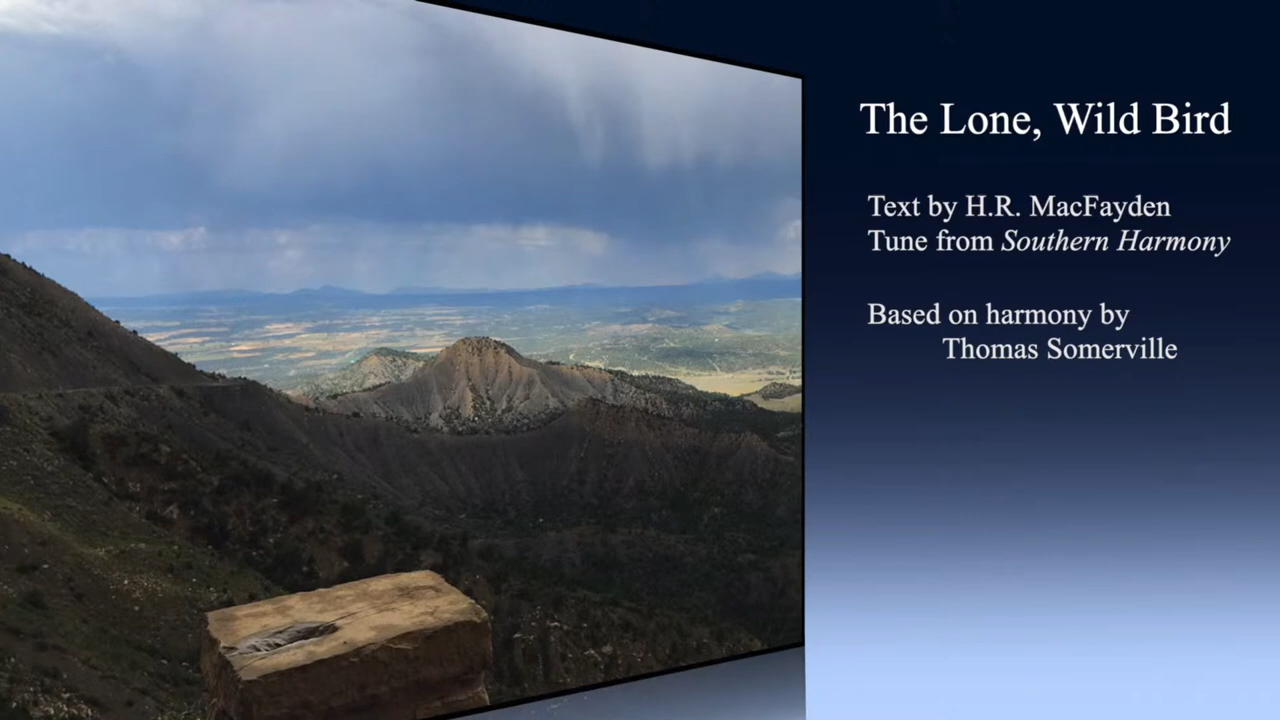 The Lone, Wild Bird
Text by H.R. MacFayden
Tune from Southern Harmony
Based on harmony by
Thomas Somerville